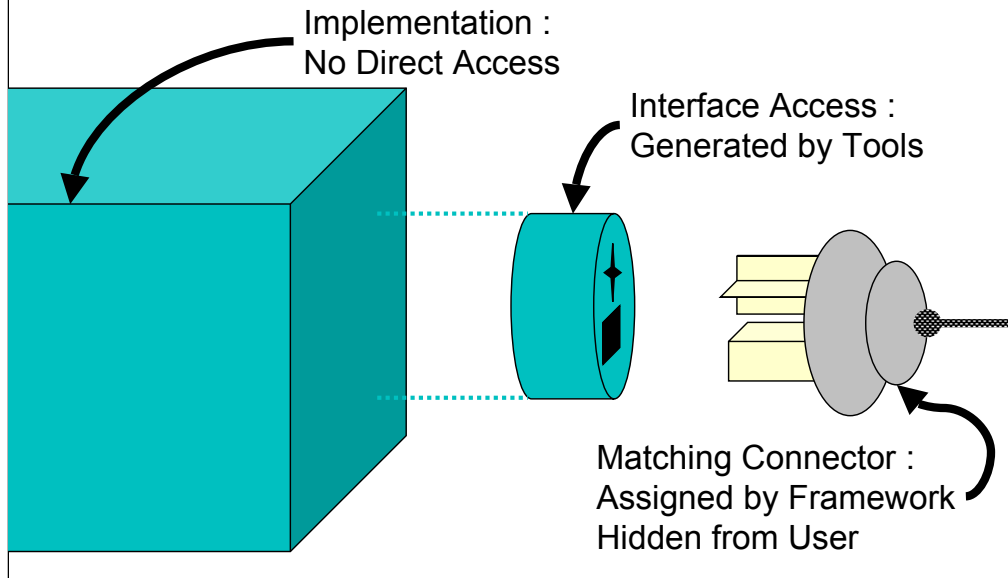 Implementation :
No Direct Access
Interface Access :
Generated by Tools
Matching Connector :
Assigned by Framework
Hidden from User